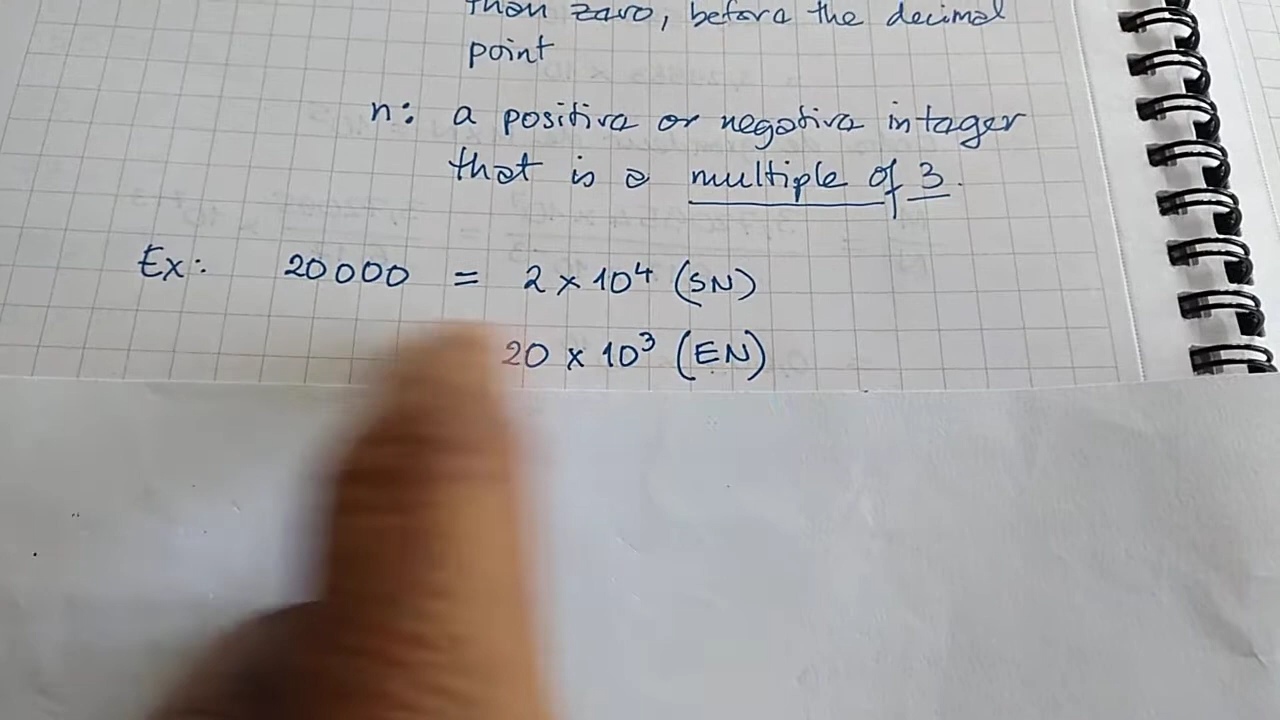 than zero, before the decimal
point
n: a positive or negative integer
that is a multiple of 3.
Ex: 20000 = 2 × 10⁴ (SN)
20 × 10³ (EN)